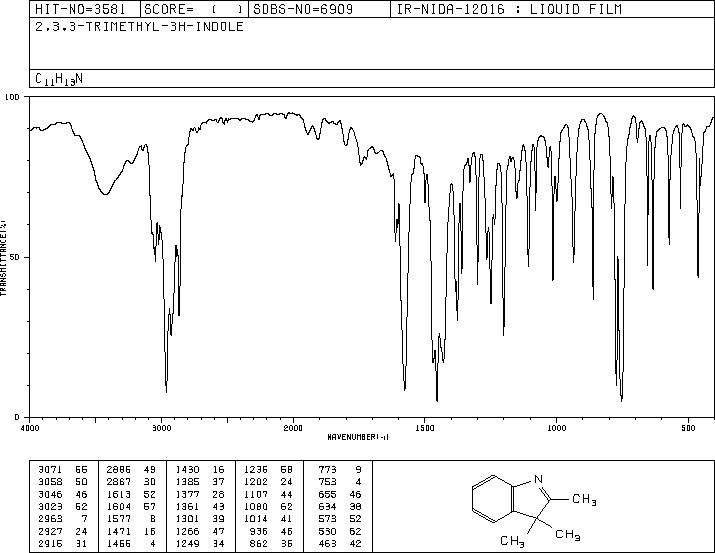 HIT-NO=3581 SCORE= ( ) SDBS-NO=6909 IR-NIDA-12016 : LIQUID FILM
2,3,3-TRIMETHYL-3H-INDOLE
C11H13N
100
50
0
TRANSMITTANCE(%)
4000 3000 2000 1500 1000 500
WAVENUMBER(-1)
3071 55 2886 49 1430 16 1236 58 773 9
3058 50 2867 30 1385 37 1202 24 753 4
3046 46 1613 52 1377 28 1107 44 655 46
3023 52 1604 57 1361 43 1080 62 634 38
2963 7 1577 8 1301 39 1014 41 573 52
2927 24 1471 16 1266 47 936 46 530 62
2916 31 1456 4 1249 34 862 35 463 42
N
CH3
CH3
CH3